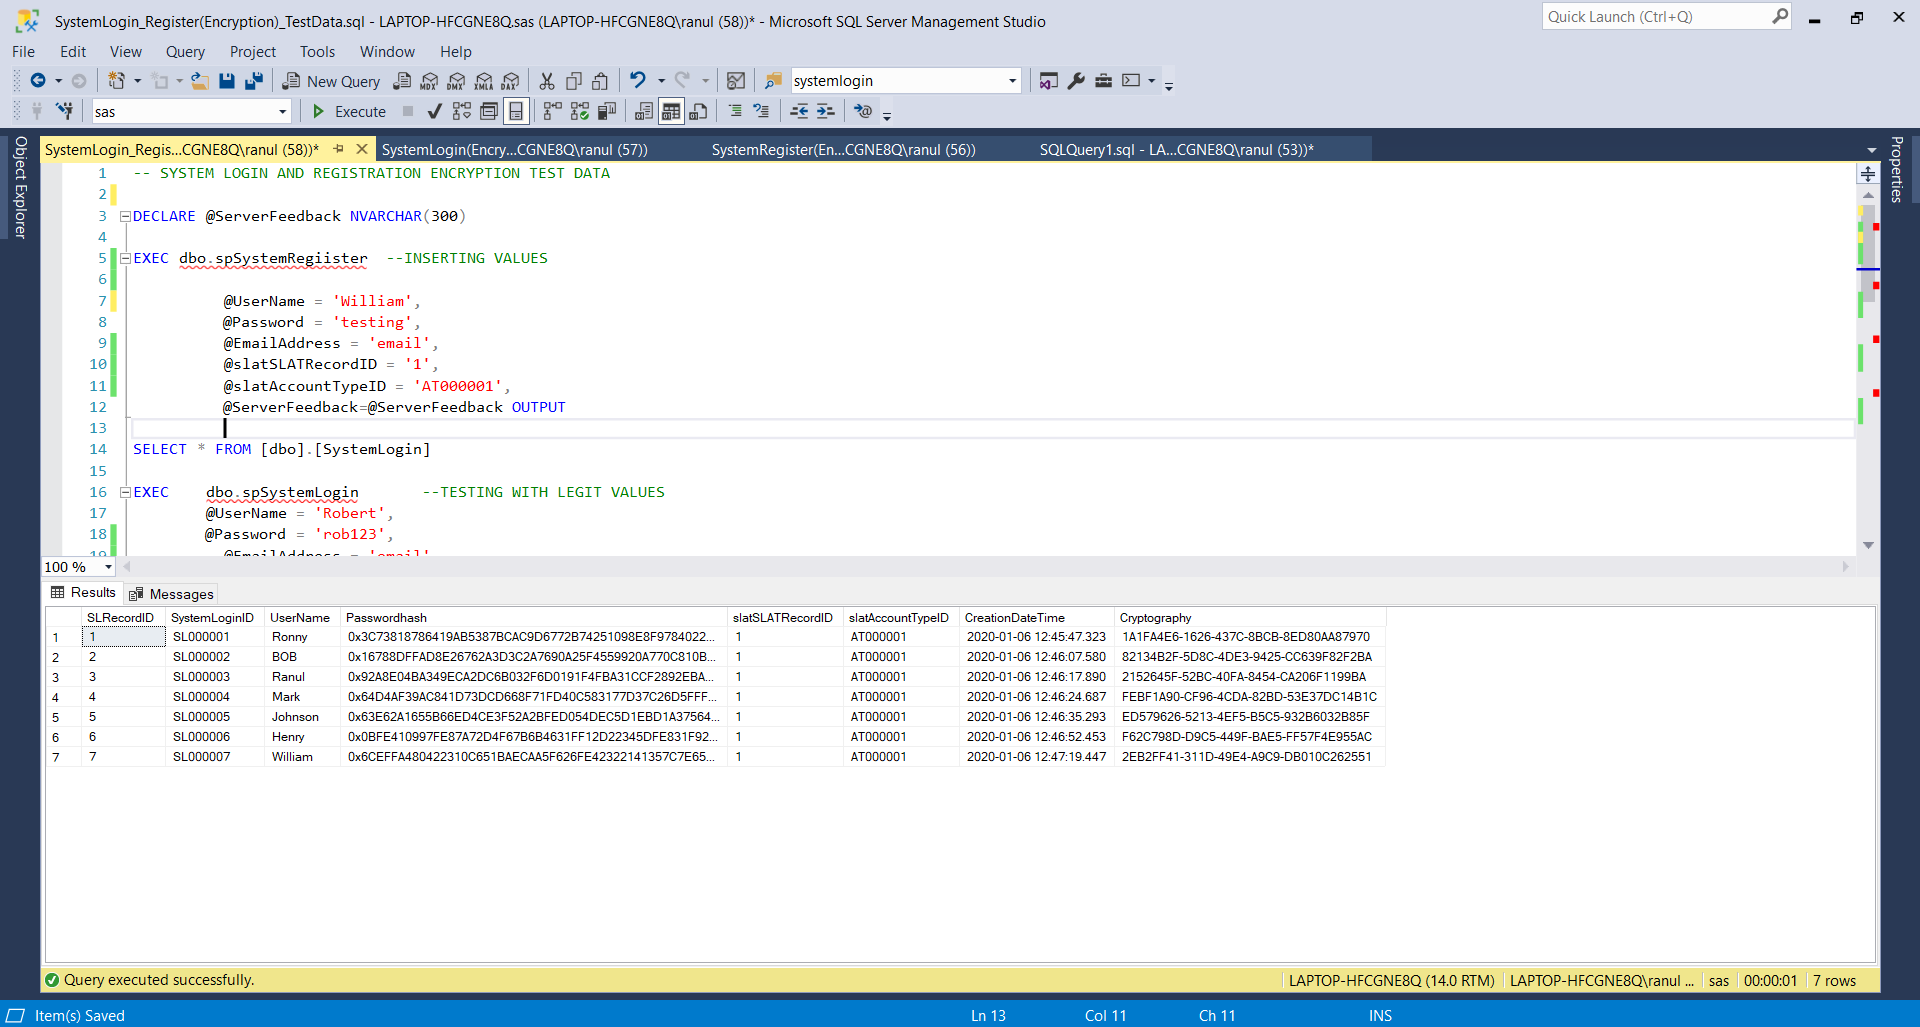 SystemLogin_Register(Encryption)_TestData.sql - LAPTOP-HFCGNE8Q.sas (LAPTOP-HFCGNE8Q\ranul (58))* - Microsoft SQL Server Management Studio
Quick Launch (Ctrl+Q)
File Edit View Query Project Tools Window Help
New Query MDX DMX XMLA DAX systemlogin
sas Execute
Object Explorer
Properties
SystemLogin_Regis...CGNE8Q\ranul (58))* SystemLogin(Encry...CGNE8Q\ranul (57)) SystemRegister(En...CGNE8Q\ranul (56)) SQLQuery1.sql - LA...CGNE8Q\ranul (53))*
1 -- SYSTEM LOGIN AND REGISTRATION ENCRYPTION TEST DATA
2
3 DECLARE @ServerFeedback NVARCHAR(300)
4
5 EXEC dbo.spSystemRegiister --INSERTING VALUES
6
7 @UserName = 'William',
8 @Password = 'testing',
9 @EmailAddress = 'email',
10 @slatSLATRecordID = '1',
11 @slatAccountTypeID = 'AT000001',
12 @ServerFeedback=@ServerFeedback OUTPUT
13
14 SELECT * FROM [dbo].[SystemLogin]
15
16 EXEC dbo.spSystemLogin --TESTING WITH LEGIT VALUES
17 @UserName = 'Robert',
18 @Password = 'rob123',
19 @EmailAddress = 'email'
100 %
Results Messages
SLRecordID SystemLoginID UserName Passwordhash slatSLATRecordID slatAccountTypeID CreationDateTime Cryptography
1 1 SL000001 Ronny 0x3C73818786419AB5387BCAC9D6772B74251098E8F9784022... 1 AT000001 2020-01-06 12:45:47.323 1A1FA4E6-1626-437C-8BCB-8ED80AA87970
2 2 SL000002 BOB 0x16788DFFAD8E26762A3D3C2A7690A25F4559920A770C810B... 1 AT000001 2020-01-06 12:46:07.580 82134B2F-5D8C-4DE3-9425-CC639F82F2BA
3 3 SL000003 Ranul 0x92A8E04BA349ECA2DC6B032F6D0191F4FBA31CCF2892EBA... 1 AT000001 2020-01-06 12:46:17.890 2152645F-52BC-40FA-8454-CA206F1199BA
4 4 SL000004 Mark 0x64D4AF39AC841D73DCD668F71FD40C583177D37C26D5FFF... 1 AT000001 2020-01-06 12:46:24.687 FEBF1A90-CF96-4CDA-82BD-53E37DC14B1C
5 5 SL000005 Johnson 0x63E62A1655B66ED4CE3F52A2BFED054DEC5D1EBD1A37564... 1 AT000001 2020-01-06 12:46:35.293 ED579626-5213-4EF5-B5C5-932B6032B85F
6 6 SL000006 Henry 0x0BFE410997FE87A72D4F67B6B4631FF12D22345DFE831F92... 1 AT000001 2020-01-06 12:46:52.453 F62C798D-D9C5-449F-BAE5-FF57F4E955AC
7 7 SL000007 William 0x6CEFFA480422310C651BAECAA5F626FE42322141357C7E65... 1 AT000001 2020-01-06 12:47:19.447 2EB2FF41-311D-49E4-A9C9-DB010C262551
Query executed successfully. LAPTOP-HFCGNE8Q (14.0 RTM) LAPTOP-HFCGNE8Q\ranul ... sas 00:00:01 7 rows
Item(s) Saved Ln 13 Col 11 Ch 11 INS